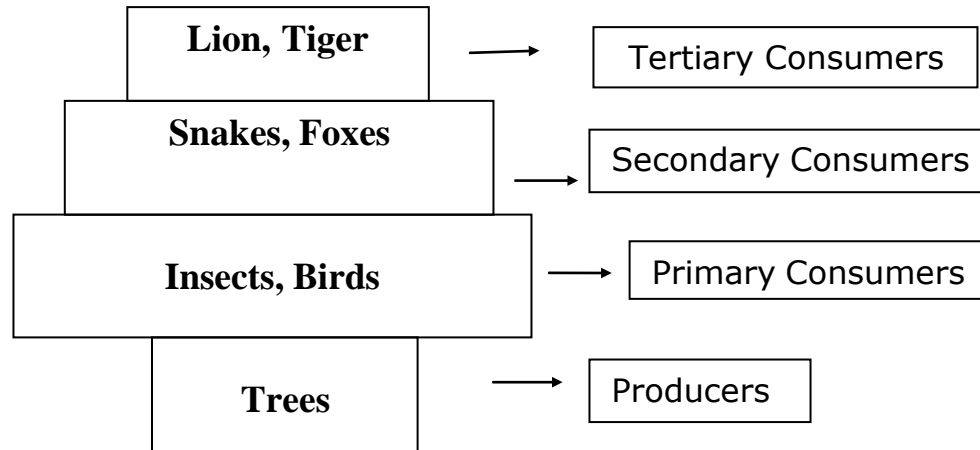 Lion, Tiger
Tertiary Consumers
Snakes, Foxes
Secondary Consumers
Insects, Birds
Primary Consumers
Trees
Producers